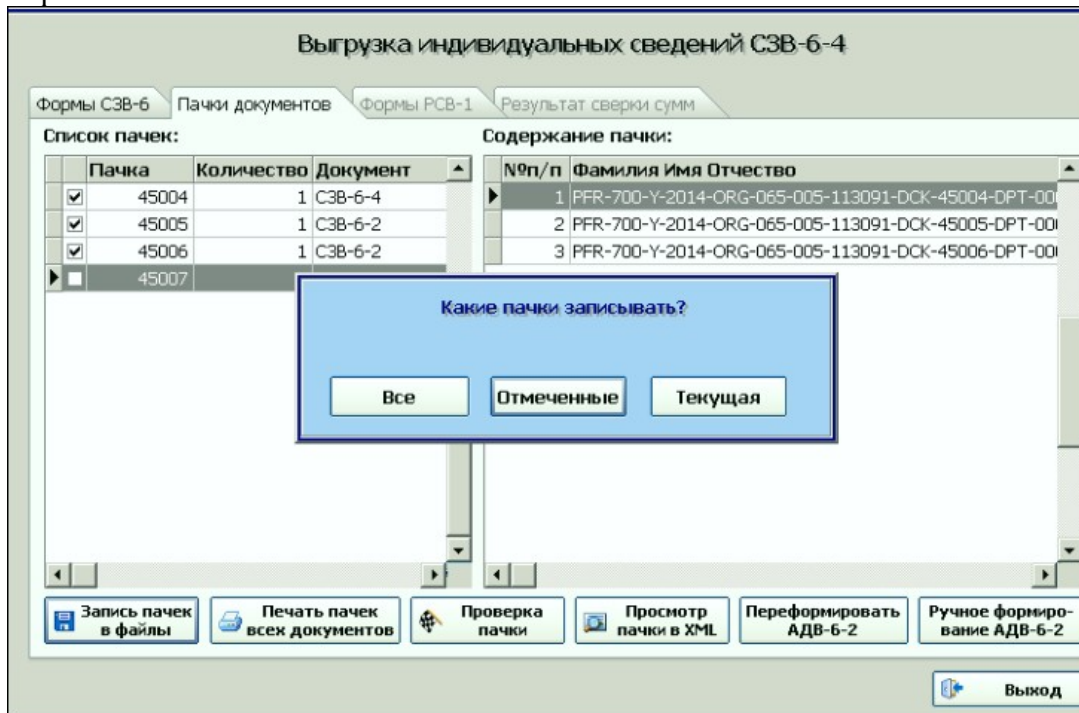 Выгрузка индивидуальных сведений СЗВ-6-4
Формы СЗВ-6 Пачки документов Формы РСВ-1 Результат сверки сумм
Список пачек: Содержание пачки:
Пачка Количество Документ №п/п Фамилия Имя Отчество
45004 1 СЗВ-6-4 1 PFR-700-Y-2014-ORG-065-005-113091-DCK-45004-DPT-00
45005 1 СЗВ-6-2 2 PFR-700-Y-2014-ORG-065-005-113091-DCK-45005-DPT-00
45006 1 СЗВ-6-2 3 PFR-700-Y-2014-ORG-065-005-113091-DCK-45006-DPT-00
45007
Какие пачки записывать?
Все Отмеченные Текущая
Запись пачек в файлы
Печать пачек всех документов
Проверка пачки
Просмотр пачки в XML
Переформировать АДВ-6-2
Ручное формиро-
вание АДВ-6-2
Выход